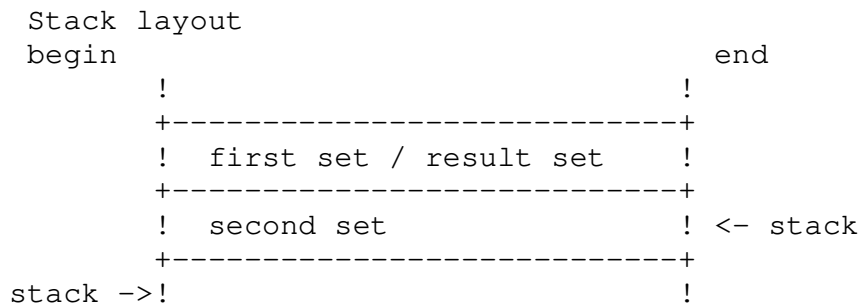 Stack layout
begin                                 end
        !                             !
        +----------------------------+
        !  first set / result set    !
        +----------------------------+
        !  second set                ! <- stack
        +----------------------------+
stack ->!                            !